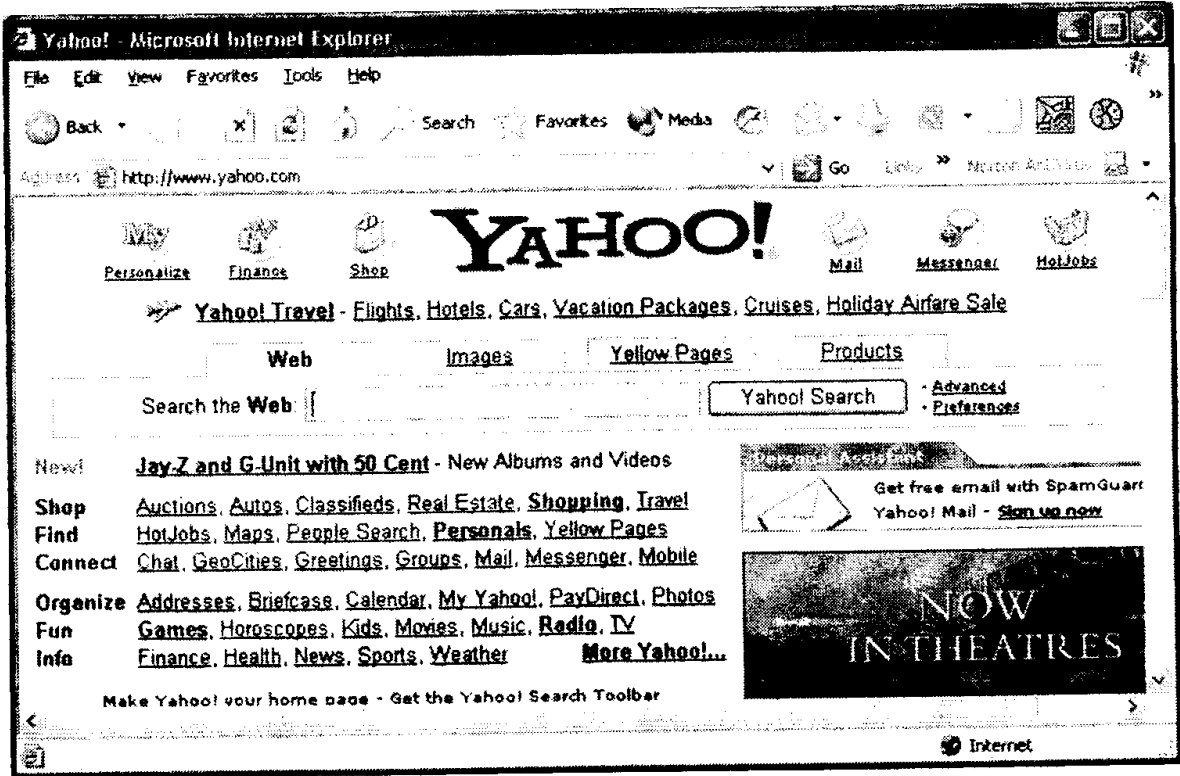 Yahoo! - Microsoft Internet Explorer
File Edit View Favorites Tools Help
Back Search Favorites Media
Address http://www.yahoo.com Go Links Norton AntiVirus
My
Personalize Finance Shop YAHOO! Mail Messenger HotJobs
Yahoo! Travel - Flights, Hotels, Cars, Vacation Packages, Cruises, Holiday Airfare Sale
Web Images Yellow Pages Products
Search the Web: Yahoo! Search · Advanced
· Preferences
New! Jay-Z and G-Unit with 50 Cent - New Albums and Videos
Shop Auctions, Autos, Classifieds, Real Estate, Shopping, Travel
Find HotJobs, Maps, People Search, Personals, Yellow Pages
Connect Chat, GeoCities, Greetings, Groups, Mail, Messenger, Mobile
Organize Addresses, Briefcase, Calendar, My Yahoo!, PayDirect, Photos
Fun Games, Horoscopes, Kids, Movies, Music, Radio, TV
Info Finance, Health, News, Sports, Weather More Yahoo!...
Make Yahoo! your home page - Get the Yahoo! Search Toolbar
Get free email with SpamGuar
Yahoo! Mail - Sign up now
NOW
IN THEATRES
Internet